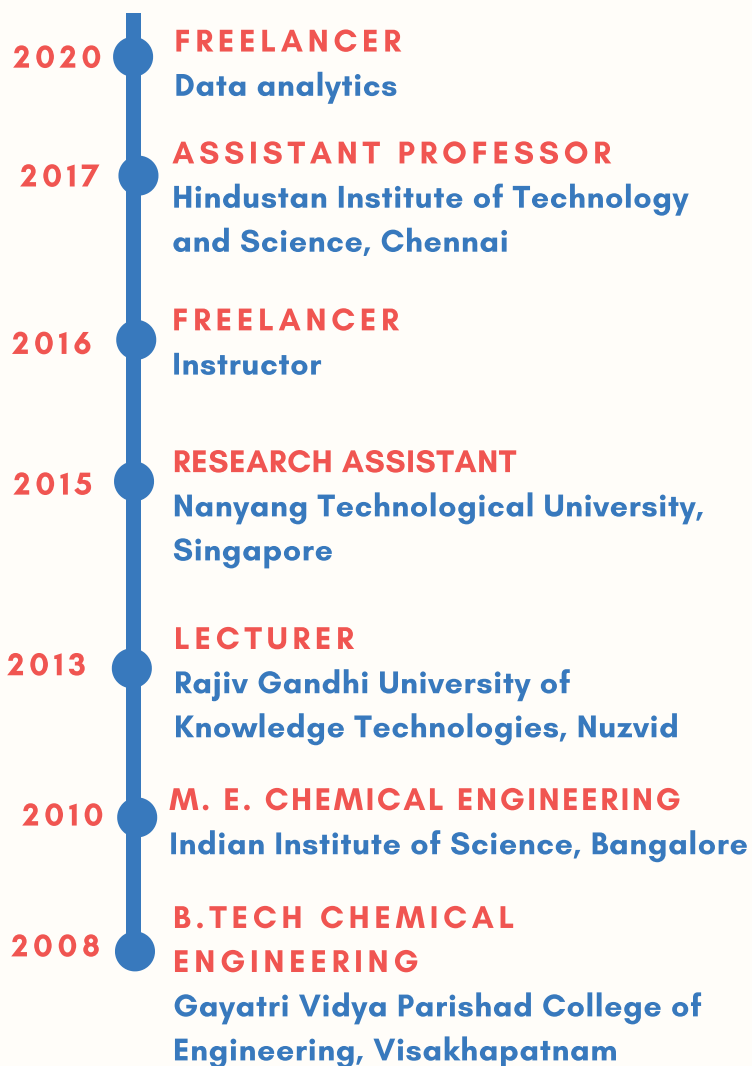 2020
FREELANCER
Data analytics
2017
ASSISTANT PROFESSOR
Hindustan Institute of Technology
and Science, Chennai
2016
FREELANCER
Instructor
2015
RESEARCH ASSISTANT
Nanyang Technological University,
Singapore
2013
LECTURER
Rajiv Gandhi University of
Knowledge Technologies, Nuzvid
2010
M. E. CHEMICAL ENGINEERING
Indian Institute of Science, Bangalore
2008
B.TECH CHEMICAL
ENGINEERING
Gayatri Vidya Parishad College of
Engineering, Visakhapatnam